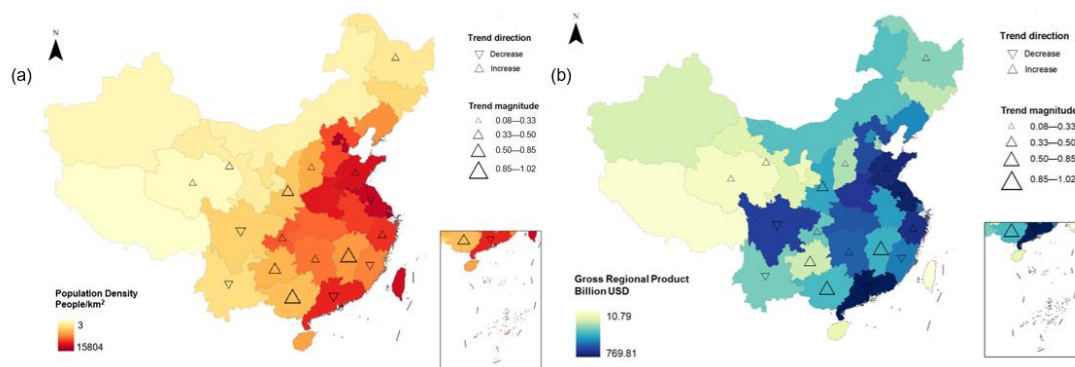 (a)
N
Trend direction
Decrease
Increase
Trend magnitude
0.08—0.33
0.33—0.50
0.50—0.85
0.85—1.02
Population Density
People/km²
3
15804
(b)
N
Trend direction
Decrease
Increase
Trend magnitude
0.08—0.33
0.33—0.50
0.50—0.85
0.85—1.02
Gross Regional Product
Billion USD
10.79
769.81